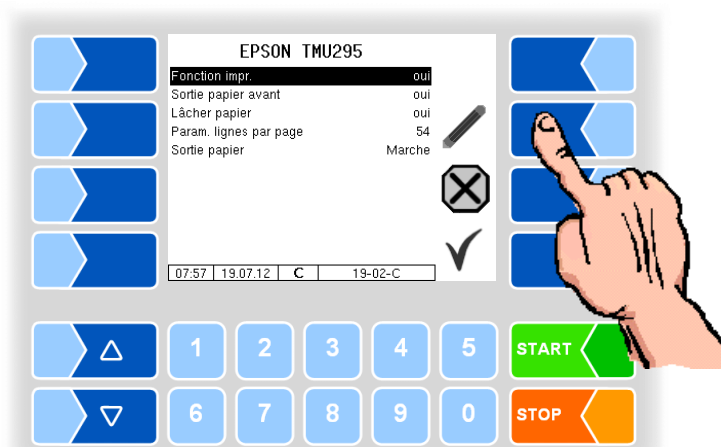 EPSON TMU295
Fonction impr. oui
Sortie papier avant oui
Lâcher papier oui
Param. lignes par page 54
Sortie papier Marche
07:57 19.07.12 C 19-02-C
1 2 3 4 5 START
6 7 8 9 0 STOP